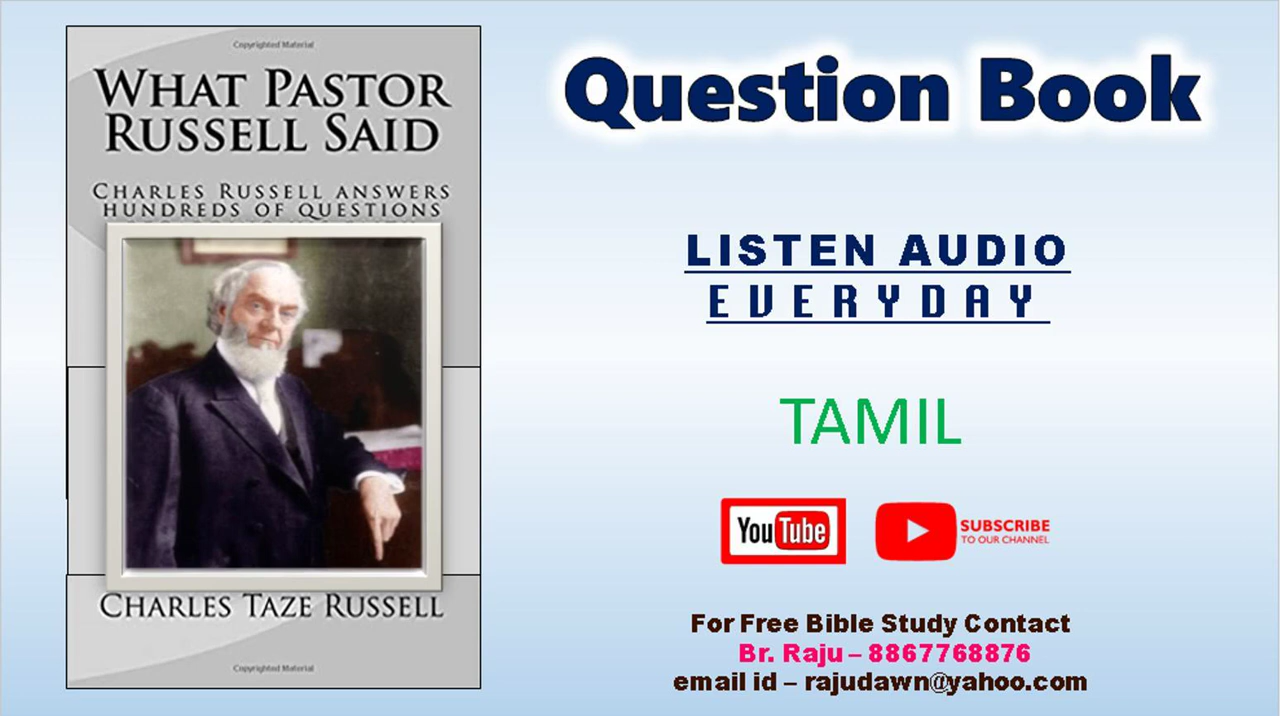 Copyrighted Material
WHAT PASTOR
RUSSELL SAID
CHARLES RUSSELL ANSWERS
HUNDREDS OF QUESTIONS
CHARLES TAZE RUSSELL
Copyrighted Material
Question Book
LISTEN AUDIO
EVERYDAY
TAMIL
YouTube
SUBSCRIBE
TO OUR CHANNEL
For Free Bible Study Contact
Br. Raju – 8867768876
email id – rajudawn@yahoo.com